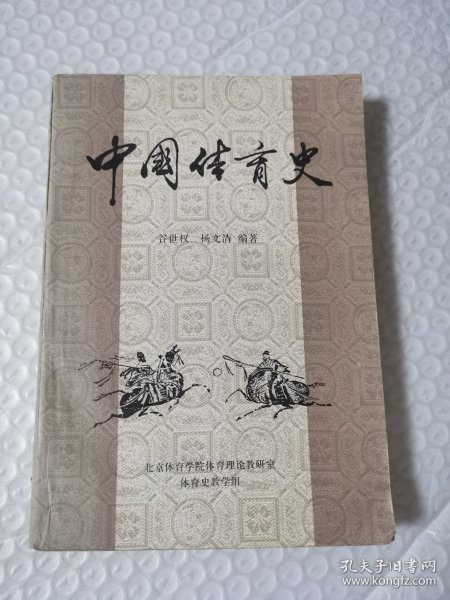 中國体育史
谷世权 杨文清 编著
北京体育学院体育理论教研室
体育史教学组
孔夫子旧书网
www.kongfz.com